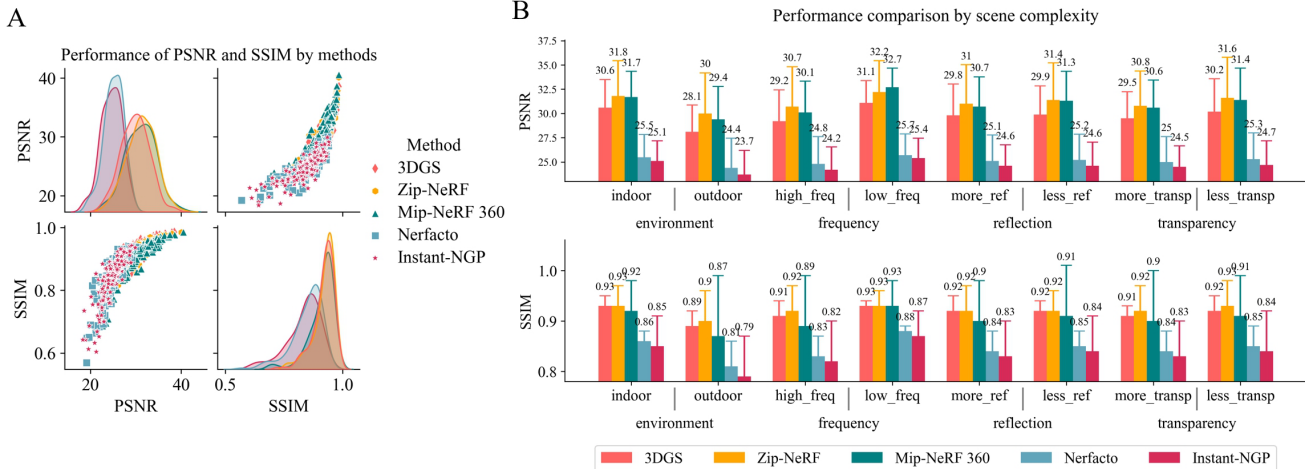 A
Performance of PSNR and SSIM by methods
PSNR
40
30
20
SSIM
1.0
0.8
0.6
20
40
0.5
1.0
PSNR
SSIM
Method
3DGS
Zip-NeRF
Mip-NeRF 360
Nerfacto
Instant-NGP
B
Performance comparison by scene complexity
PSNR
37.5
35.0
32.5
30.0
27.5
25.0
30.6 31.8 31.7 25.5 25.1
28.1 30 29.4 24.4 23.7
29.2 30.7 30.1 24.8 24.2
31.1 32.2 32.7 25.7 25.4
29.8 31 30.7 25.1 24.6
29.9 31.4 31.3 25.2 24.6
29.5 30.8 30.6 25 24.5
30.2 31.6 31.4 25.3 24.7
indoor outdoor high_freq low_freq more_ref less_ref more_transp less_transp
environment frequency reflection transparency
SSIM
1.0
0.9
0.8
0.93 0.93 0.92 0.86 0.85
0.89 0.9 0.87 0.81 0.79
0.91 0.92 0.89 0.83 0.82
0.93 0.93 0.93 0.88 0.87
0.92 0.92 0.9 0.84 0.83
0.92 0.92 0.91 0.85 0.84
0.91 0.92 0.9 0.84 0.83
0.92 0.93 0.91 0.85 0.84
indoor outdoor high_freq low_freq more_ref less_ref more_transp less_transp
environment frequency reflection transparency
3DGS Zip-NeRF Mip-NeRF 360 Nerfacto Instant-NGP